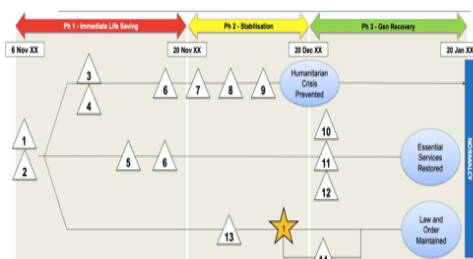 Ph 1 - Immediate Life Saving
Ph 2 - Stabilisation
Ph 3 - Gen Recovery
6 Nov XX
20 Nov XX
20 Dec XX
20 Jan XX
3
4
6
7
8
9
Humanitarian
Crisis
Prevented
1
2
5
6
10
11
12
Essential
Services
Restored
NORMALCY
13
1
Law and
Order
Maintained